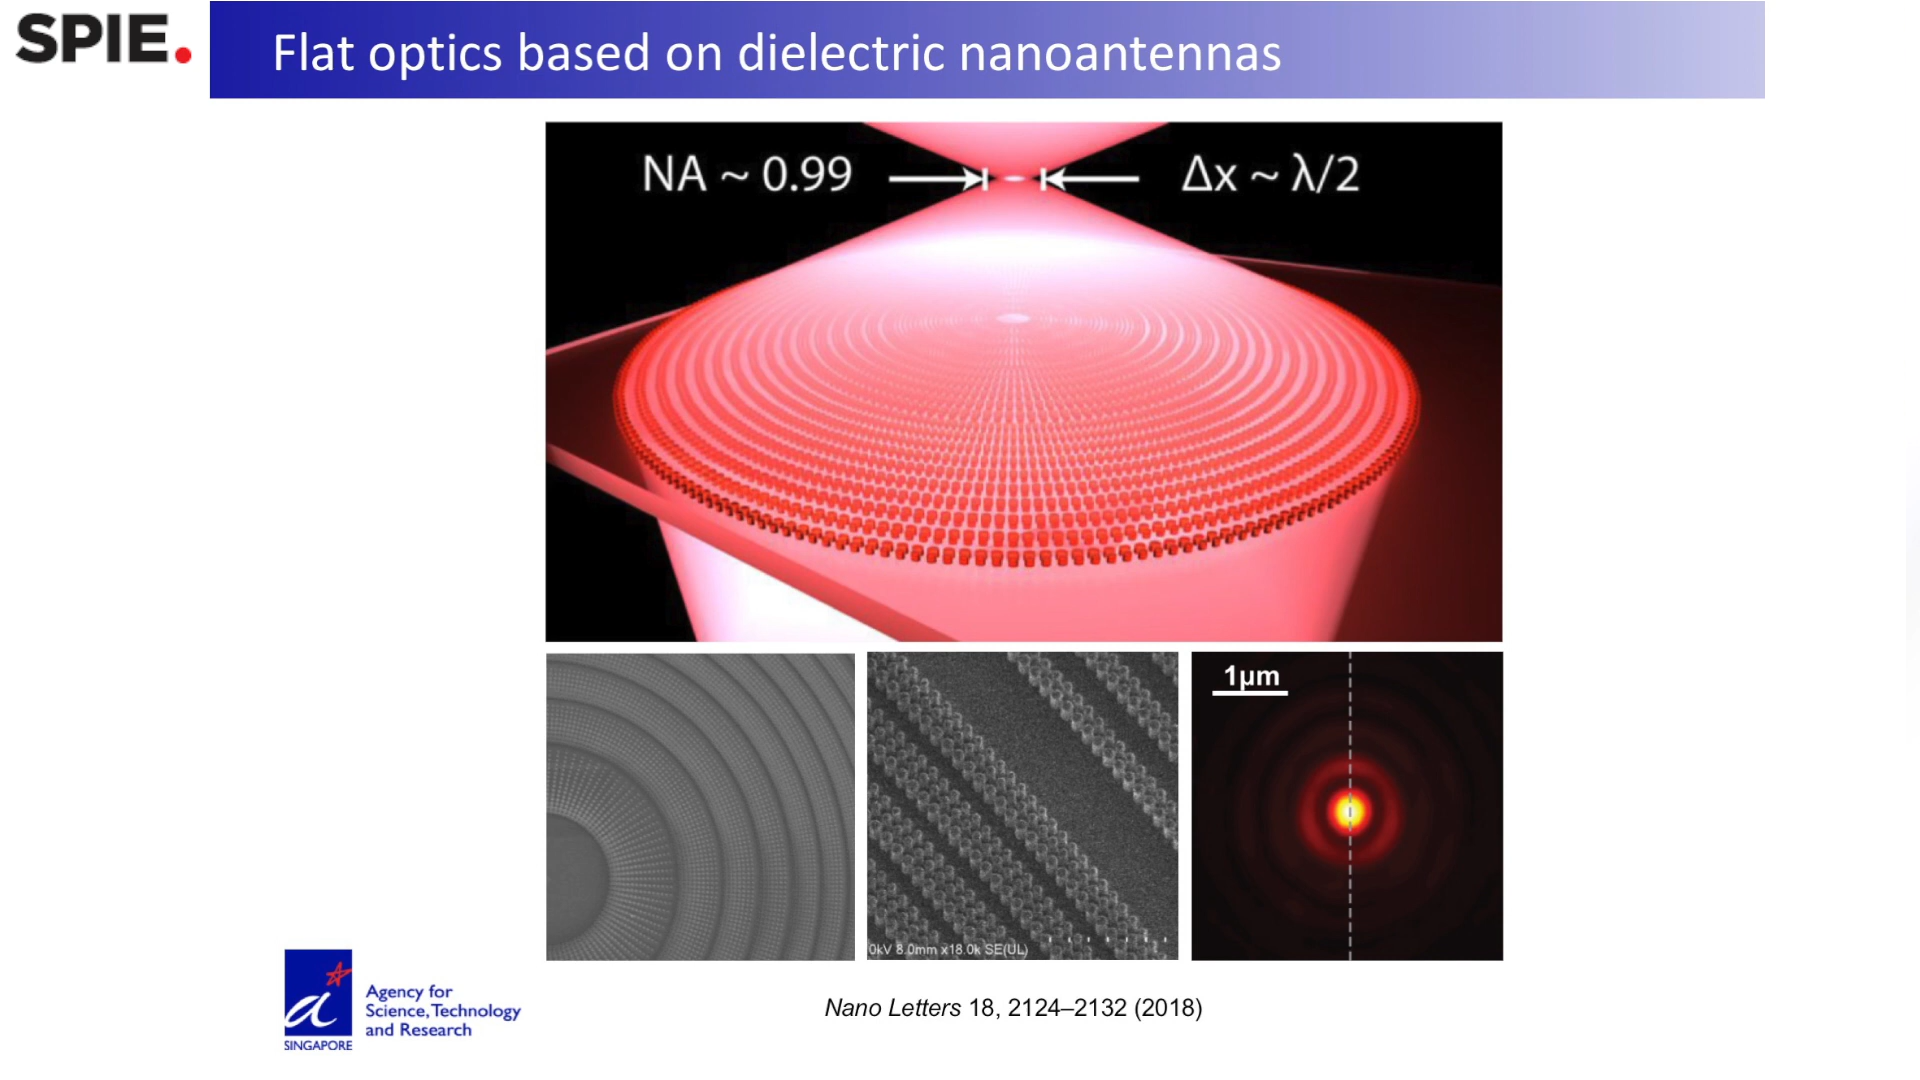 SPIE.
Flat optics based on dielectric nanoantennas
NA ~ 0.99
Δx ~ λ/2
1µm
0kV 8.0mm x18.0k SE(UL)
a
Agency for
Science, Technology
and Research
SINGAPORE
Nano Letters 18, 2124–2132 (2018)